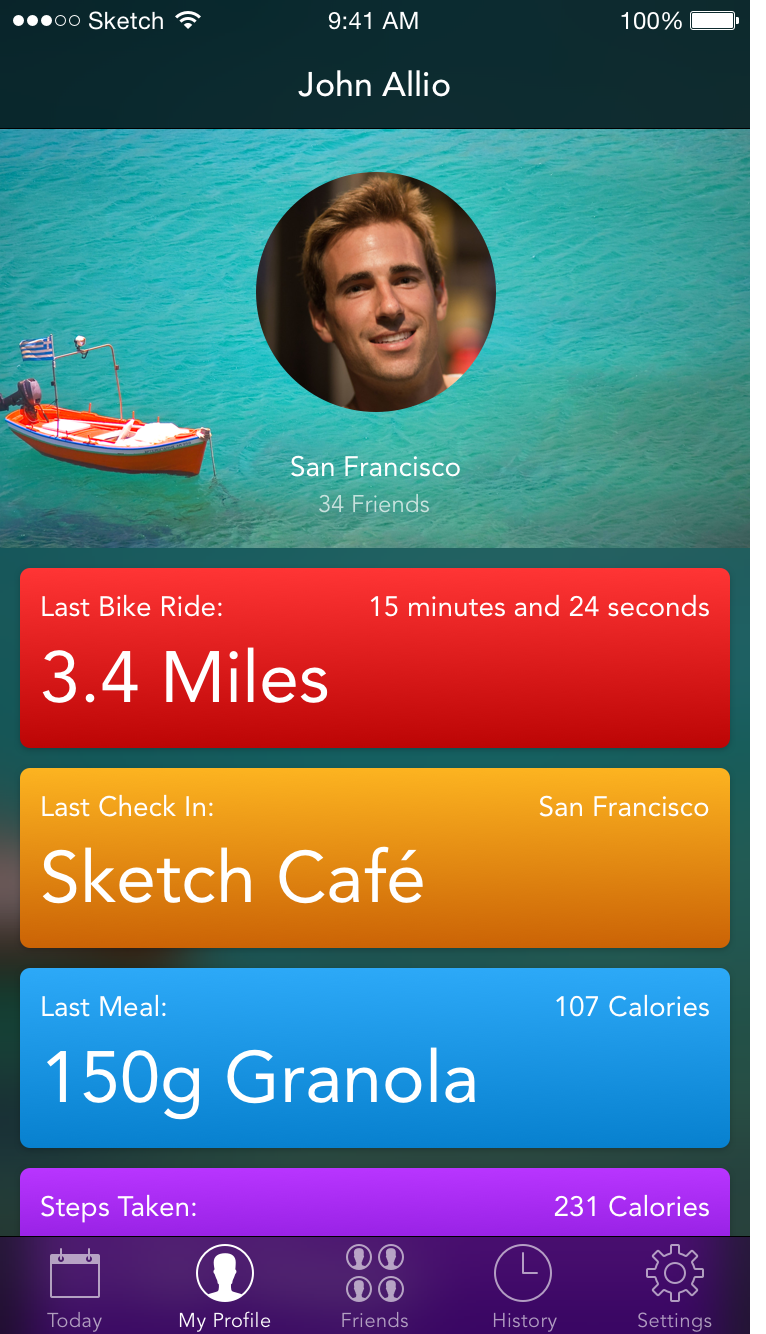 Sketch 9:41 AM 100%
John Allio
San Francisco
34 Friends
Last Bike Ride: 15 minutes and 24 seconds
3.4 Miles
Last Check In: San Francisco
Sketch Café
Last Meal: 107 Calories
150g Granola
Steps Taken: 231 Calories
Today My Profile Friends History Settings